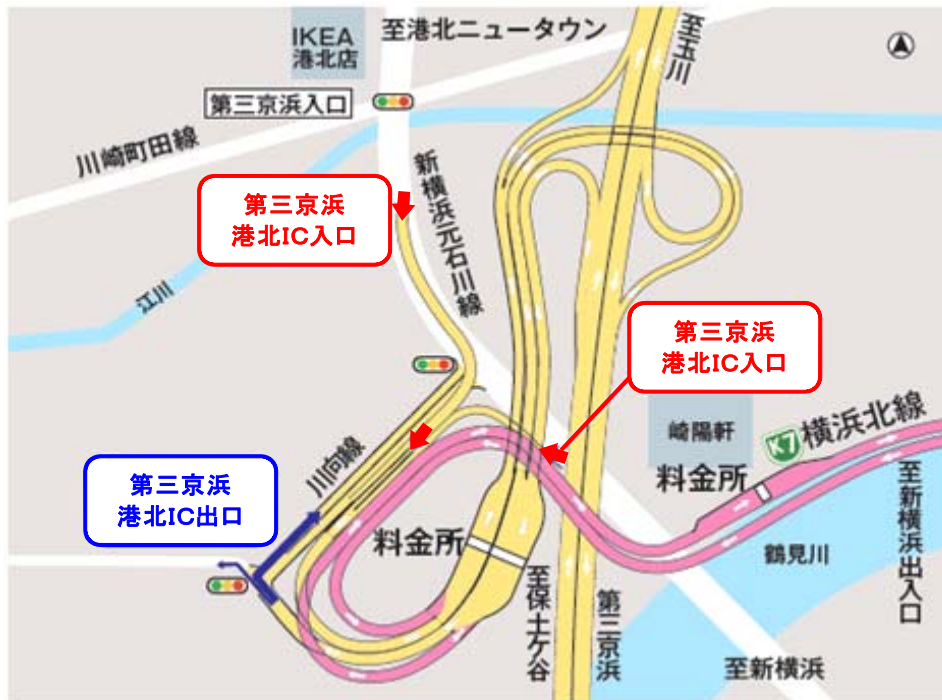 IKEA
港北店
至港北ニュータウン
至玉川
第三京浜入口
川崎町田線
新横浜元石川線
第三京浜
港北IC入口
江川
第三京浜
港北IC入口
崎陽軒
K7
横浜北線
料金所
川向線
第三京浜
港北IC出口
料金所
至保土ケ谷
第三京浜
鶴見川
至新横浜出入口
至新横浜